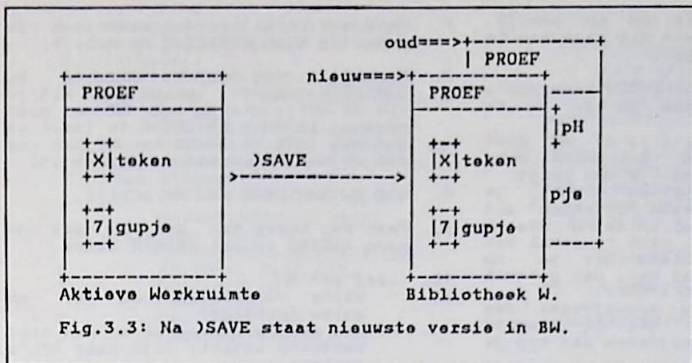 oud===>
PROEF
nieuw===>
PROEF
PROEF
|pH
X|teken
)SAVE
X|teken
pje
7|gupje
7|gupje
Aktieve Werkruimte
Bibliotheek W.
Fig.3.3: Na )SAVE staat nieuwste versie in BW.